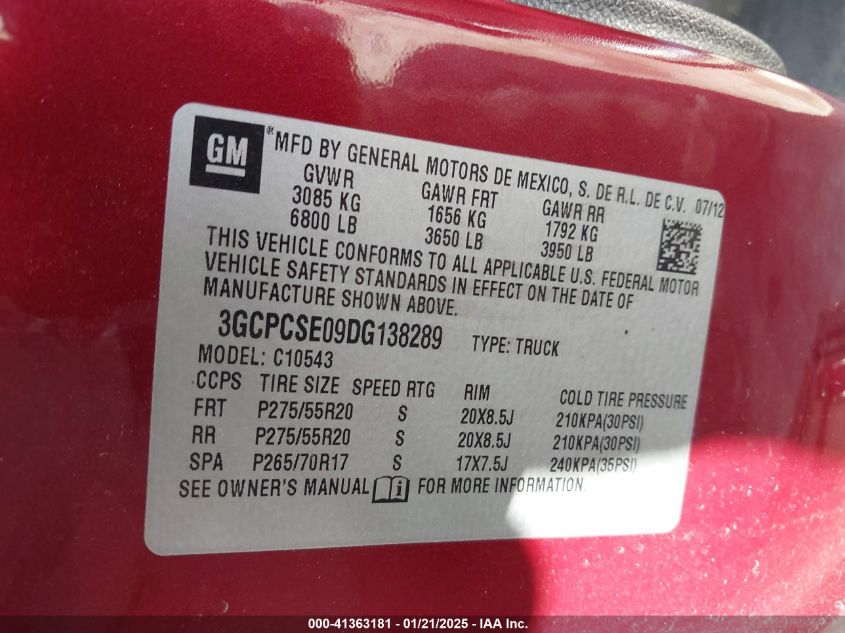 GM
® MFD BY GENERAL MOTORS DE MEXICO, S. DE R.L. DE C.V. 07/12
GVWR GAWR FRT GAWR RR
3085 KG 1656 KG 1792 KG
6800 LB 3650 LB 3950 LB
THIS VEHICLE CONFORMS TO ALL APPLICABLE U.S. FEDERAL MOTOR
VEHICLE SAFETY STANDARDS IN EFFECT ON THE DATE OF
MANUFACTURE SHOWN ABOVE.
3GCPCSE09DG138289 TYPE: TRUCK
MODEL: C10543
CCPS TIRE SIZE SPEED RTG RIM COLD TIRE PRESSURE
FRT P275/55R20 S 20X8.5J 210KPA(30PSI)
RR P275/55R20 S 20X8.5J 210KPA(30PSI)
SPA P265/70R17 S 17X7.5J 240KPA(35PSI)
SEE OWNER'S MANUAL i FOR MORE INFORMATION.
000-41363181 - 01/21/2025 - IAA Inc.